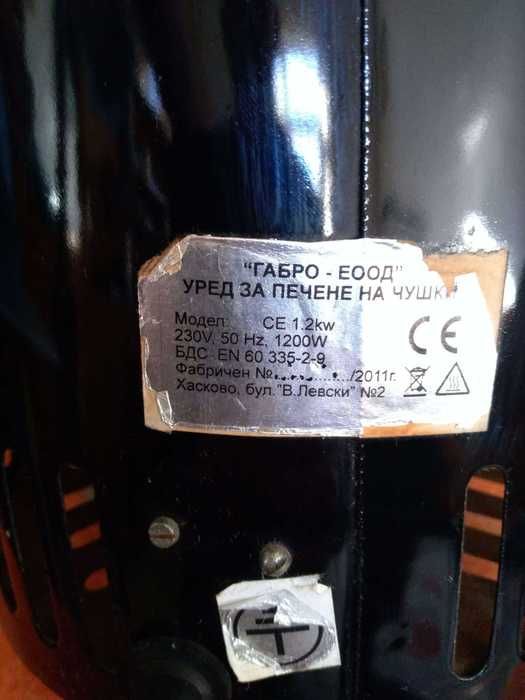 "ГАБРО - ЕООД"
УРЕД ЗА ПЕЧЕНЕ НА ЧУШКИ
Модел: СЕ 1.2kw
230V, 50 Hz, 1200W
БДС EN 60 335-2-9
Фабричен №............/2011г.
Хасково, бул."В.Левски" №2
CE